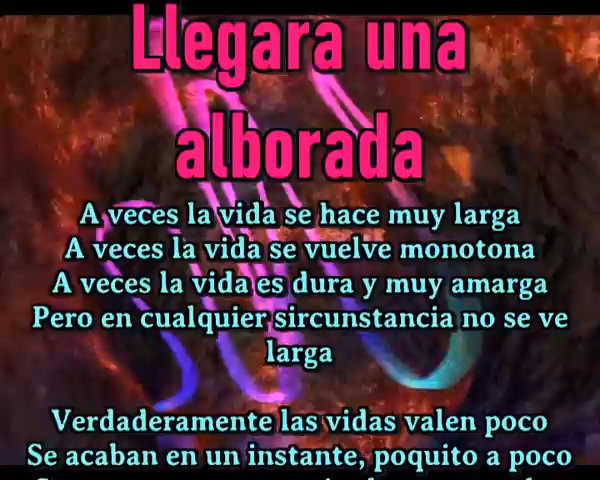 Llegara una
alborada
A veces la vida se hace muy larga
A veces la vida se vuelve monotona
A veces la vida es dura y muy amarga
Pero en cualquier sircunstancia no se ve
larga
Verdaderamente las vidas valen poco
Se acaban en un instante, poquito a poco